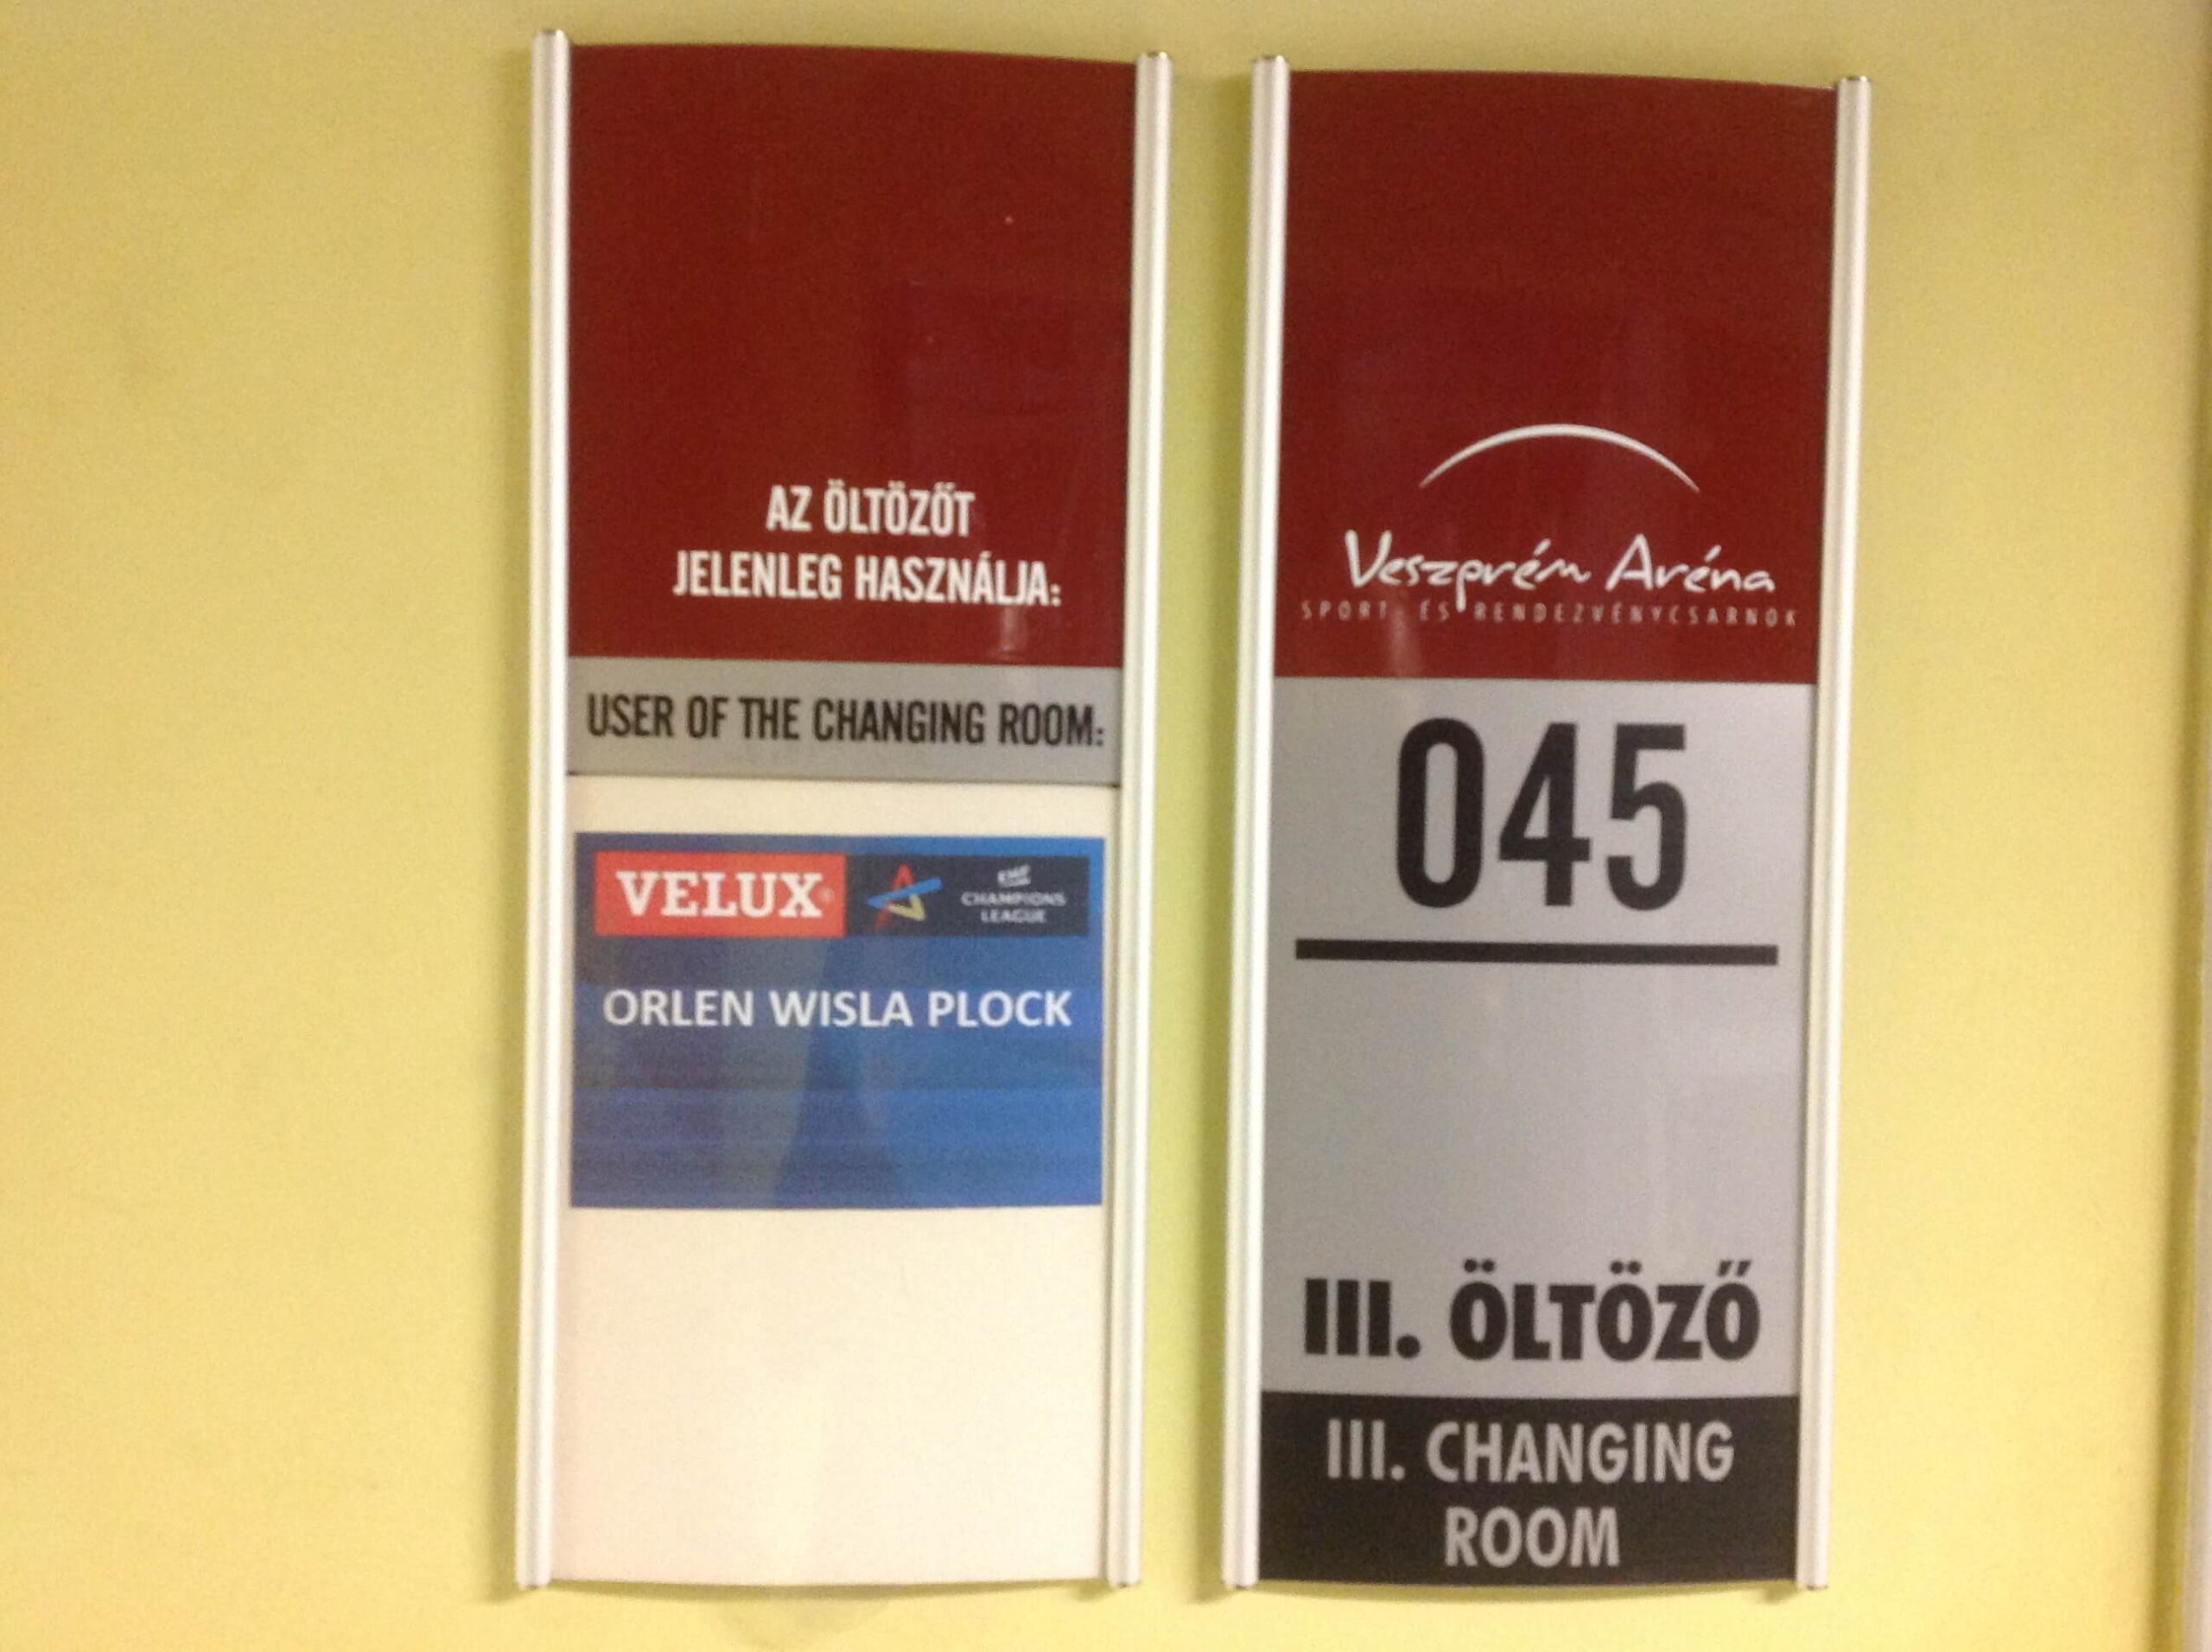 AZ ÖLTÖZŐT
JELENLEG HASZNÁLJA:
USER OF THE CHANGING ROOM:
VELUX®
EHF
CHAMPIONS
LEAGUE
ORLEN WISLA PLOCK
Veszprém Aréna
SPORT- ÉS RENDEZVÉNYCSARNOK
045
III. ÖLTÖZŐ
III. CHANGING
ROOM